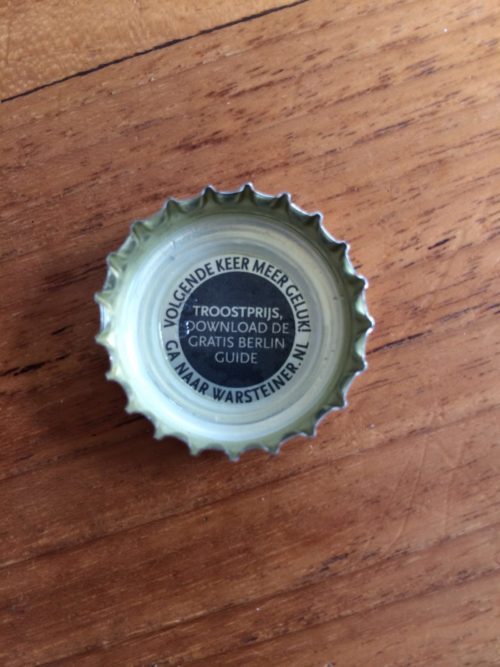 VOLGENDE KEER MEER GELUK!
TROOSTPRIJS,
DOWNLOAD DE
GRATIS BERLIN
GUIDE
GA NAAR WARSTEINER.NL